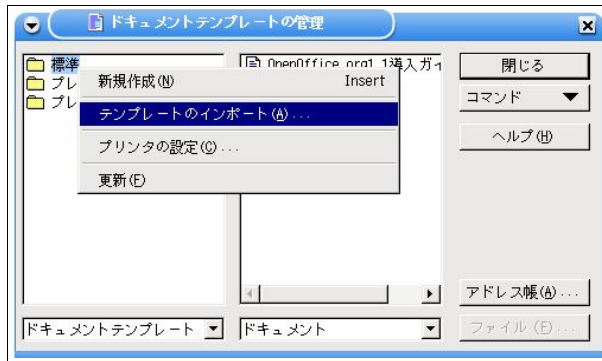 ドキュメントテンプレートの管理
標準
プレ
プレ
新規作成(N) Insert
テンプレートのインポート(A)...
プリンタの設定(C)...
更新(E)
OpenOffice.org1.1導入ガイ
閉じる
コマンド
ヘルプ(H)
アドレス帳(A)...
ファイル(E)...
ドキュメントテンプレート
ドキュメント